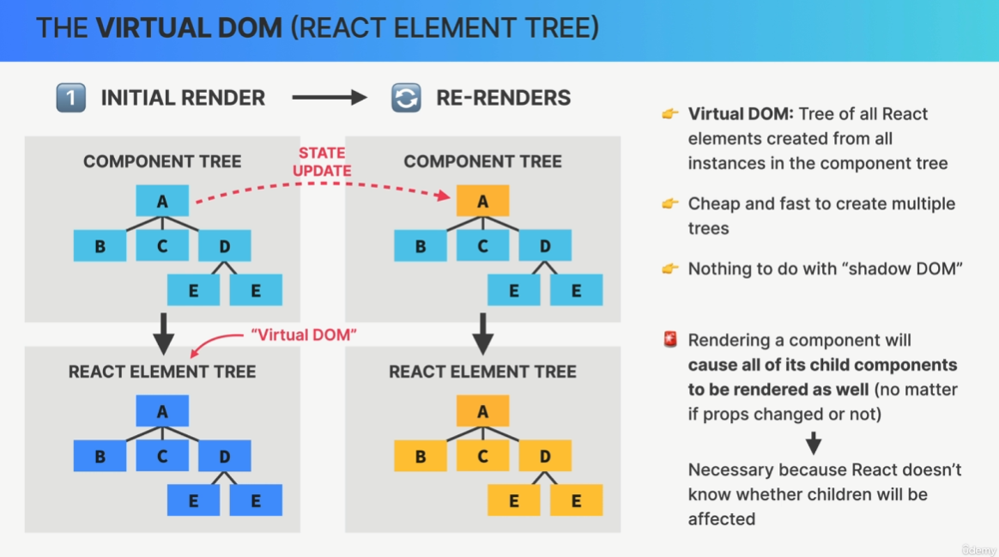 THE VIRTUAL DOM (REACT ELEMENT TREE)
1 INITIAL RENDER
RE-RENDERS
COMPONENT TREE
A
B C D
E E
STATE
UPDATE
COMPONENT TREE
A
B C D
E E
"Virtual DOM"
REACT ELEMENT TREE
A
B C D
E E
REACT ELEMENT TREE
A
B C D
E E
Virtual DOM: Tree of all React
elements created from all
instances in the component tree
Cheap and fast to create multiple
trees
Nothing to do with “shadow DOM”
Rendering a component will
cause all of its child components
to be rendered as well (no matter
if props changed or not)
Necessary because React doesn’t
know whether children will be
affected
ûdemy